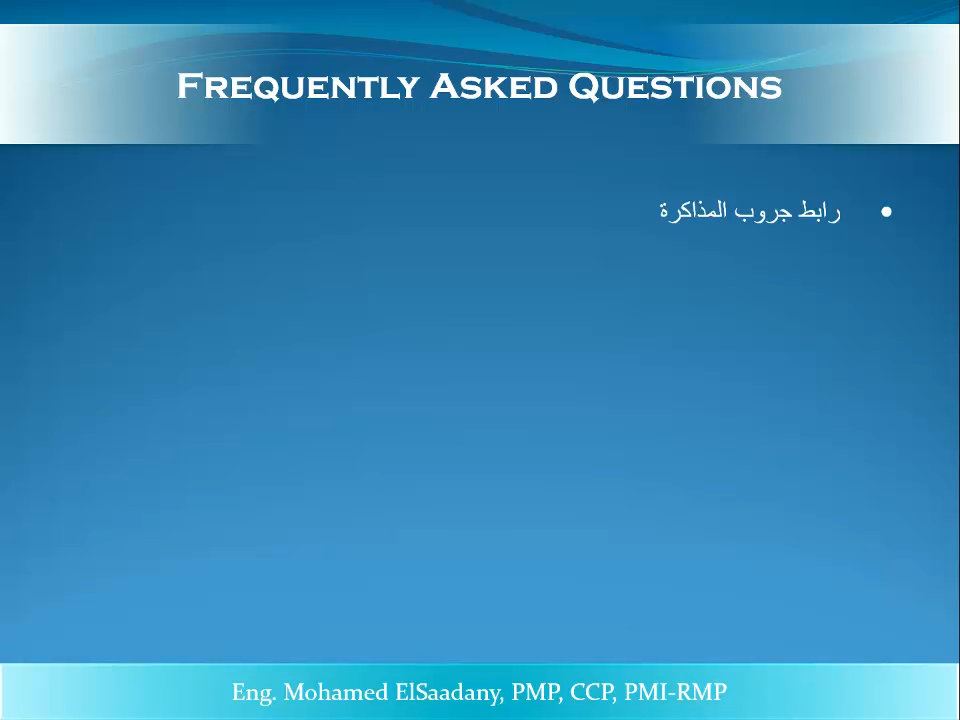 Frequently Asked Questions
• رابط جروب المذاكرة
Eng. Mohamed ElSaadany, PMP, CCP, PMI-RMP